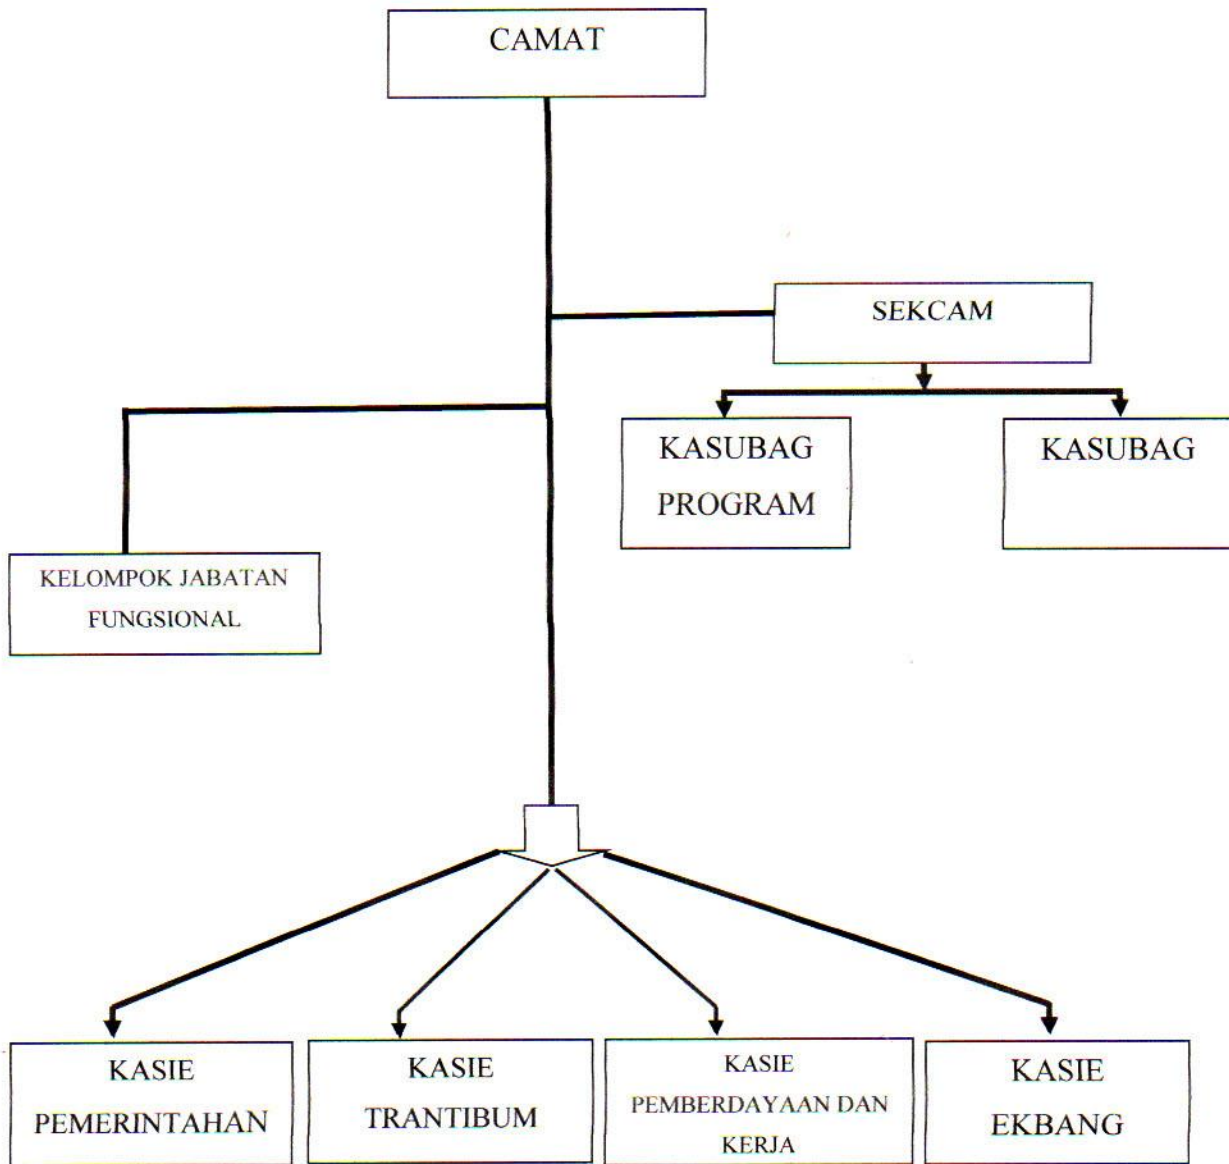 CAMAT
SEKCAM
KASUBAG
PROGRAM
KASUBAG
KELOMPOK JABATAN
FUNGSIONAL
KASIE
PEMERINTAHAN
KASIE
TRANTIBUM
KASIE
PEMBERDAYAAN DAN
KERJA
KASIE
EKBANG